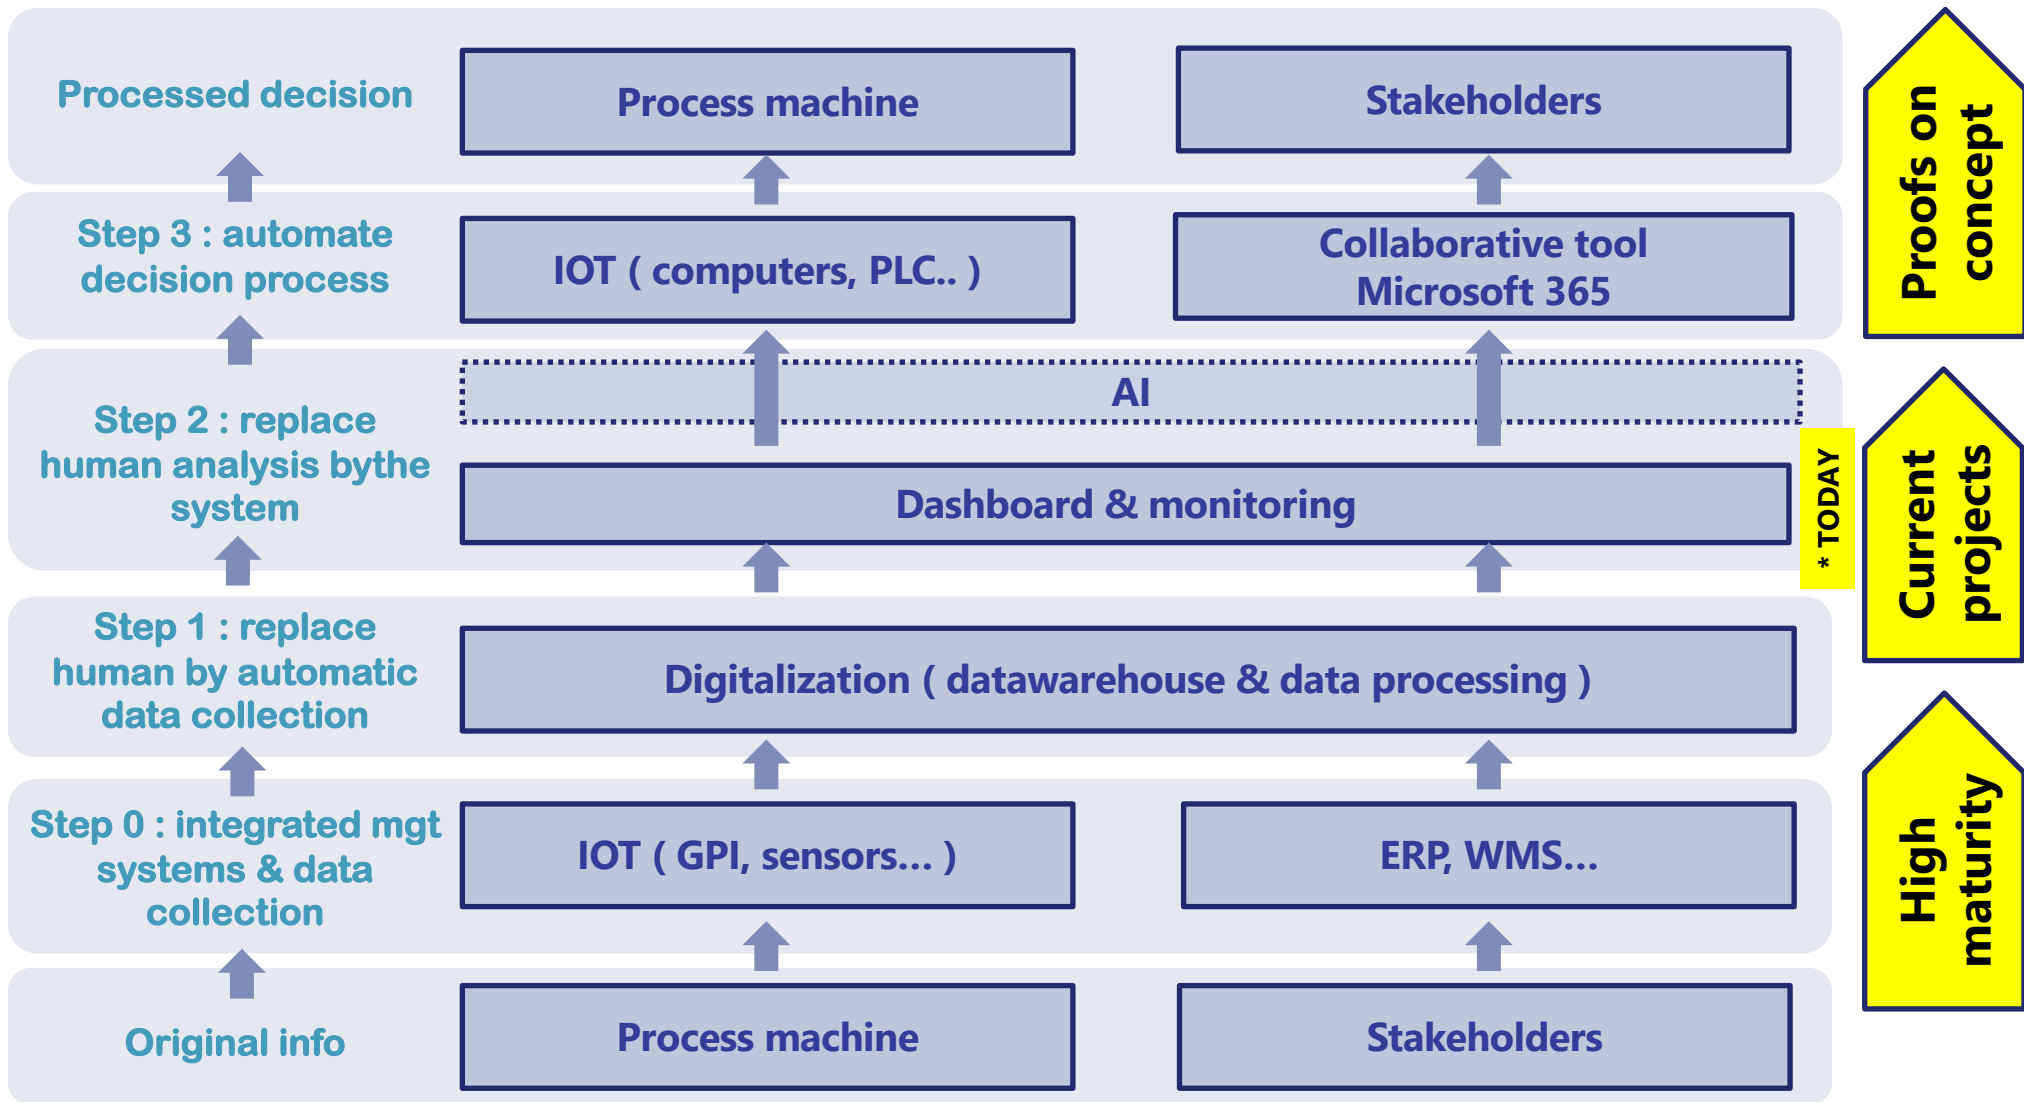 Processed decision
Process machine
Stakeholders
Step 3 : automate
decision process
IOT ( computers, PLC.. )
Collaborative tool
Microsoft 365
Proofs on
concept
AI
Step 2 : replace
human analysis bythe
system
Dashboard & monitoring
* TODAY
Current
projects
Step 1 : replace
human by automatic
data collection
Digitalization ( datawarehouse & data processing )
Step 0 : integrated mgt
systems & data
collection
IOT ( GPI, sensors... )
ERP, WMS...
High
maturity
Original info
Process machine
Stakeholders